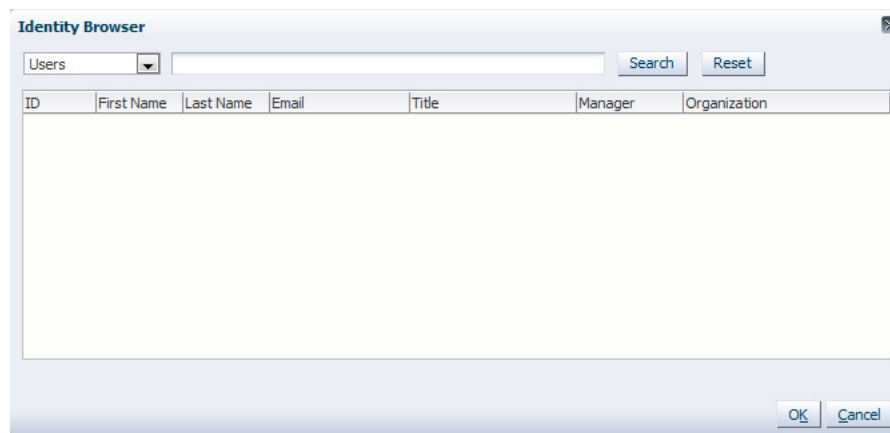 Identity Browser
Users Search Reset
ID First Name Last Name Email Title Manager Organization
OK Cancel